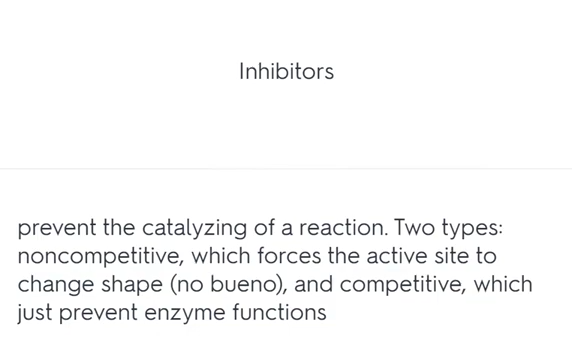 Inhibitors
prevent the catalyzing of a reaction. Two types:
noncompetitive, which forces the active site to
change shape (no bueno), and competitive, which
just prevent enzyme functions